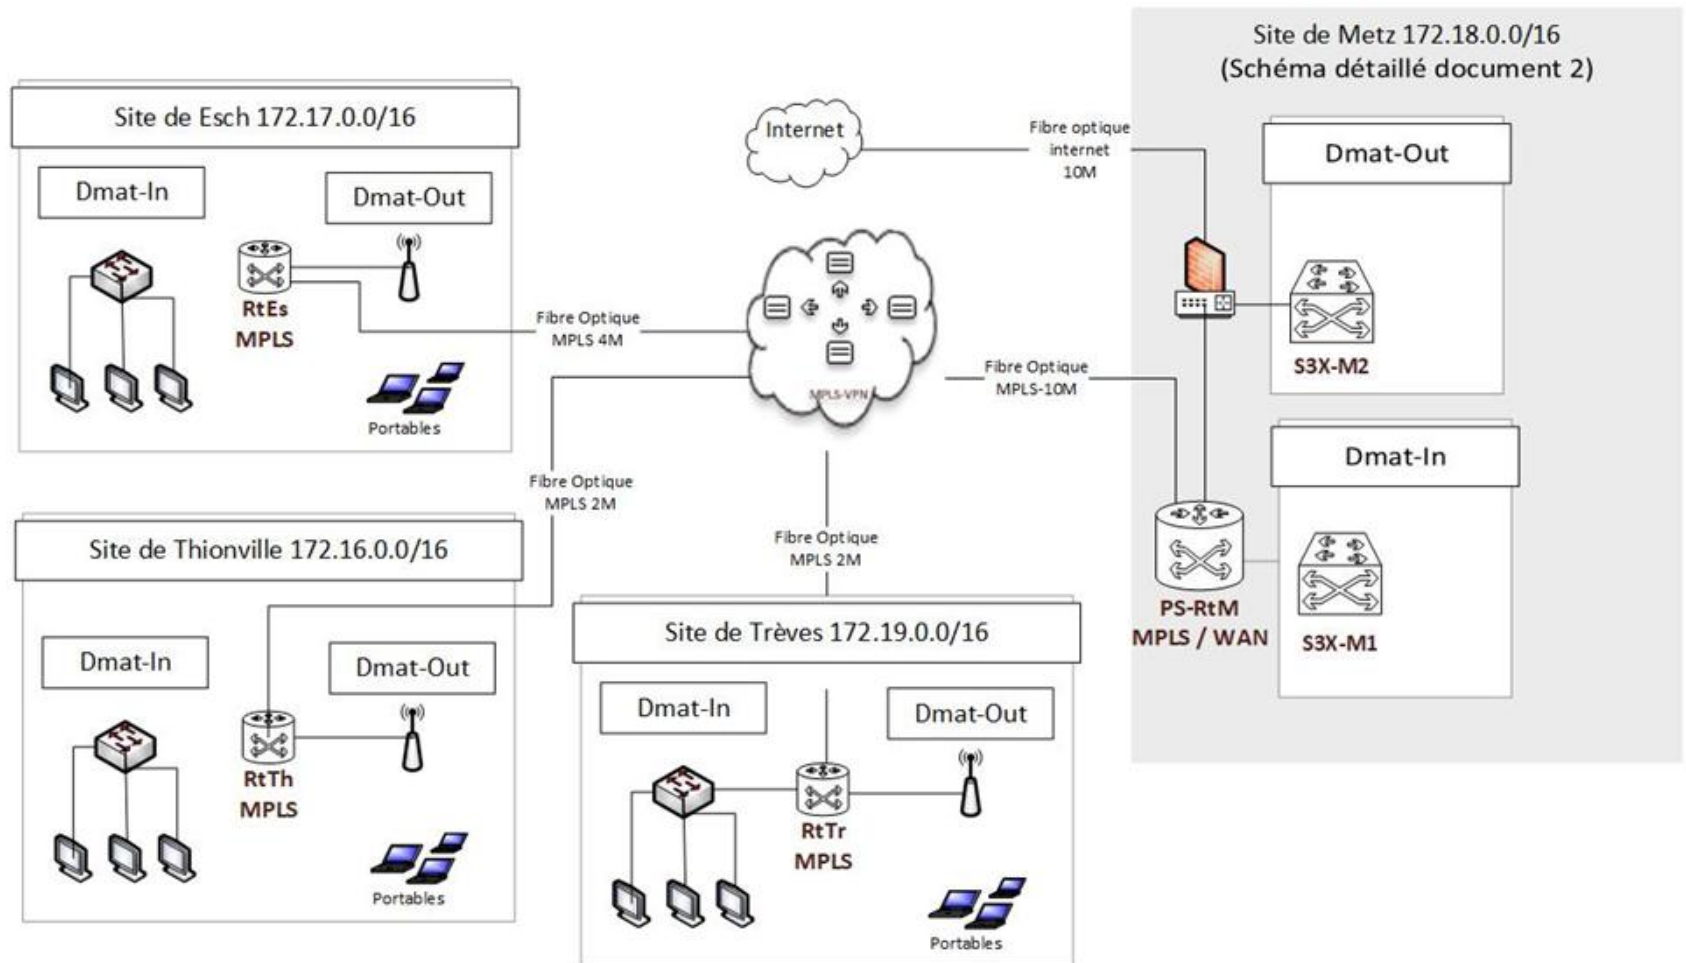 Site de Metz 172.18.0.0/16
(Schéma détaillé document 2)
Site de Esch 172.17.0.0/16
Dmat-In
Dmat-Out
RtEs
MPLS
Portables
Fibre Optique
MPLS 4M
Internet
Fibre optique
internet
10M
MPLS-VPN
Fibre Optique
MPLS-10M
Dmat-Out
S3X-M2
Dmat-In
PS-RtM
MPLS / WAN
S3X-M1
Fibre Optique
MPLS 2M
Site de Thionville 172.16.0.0/16
Dmat-In
Dmat-Out
RtTh
MPLS
Portables
Fibre Optique
MPLS 2M
Site de Trèves 172.19.0.0/16
Dmat-In
Dmat-Out
RtTr
MPLS
Portables